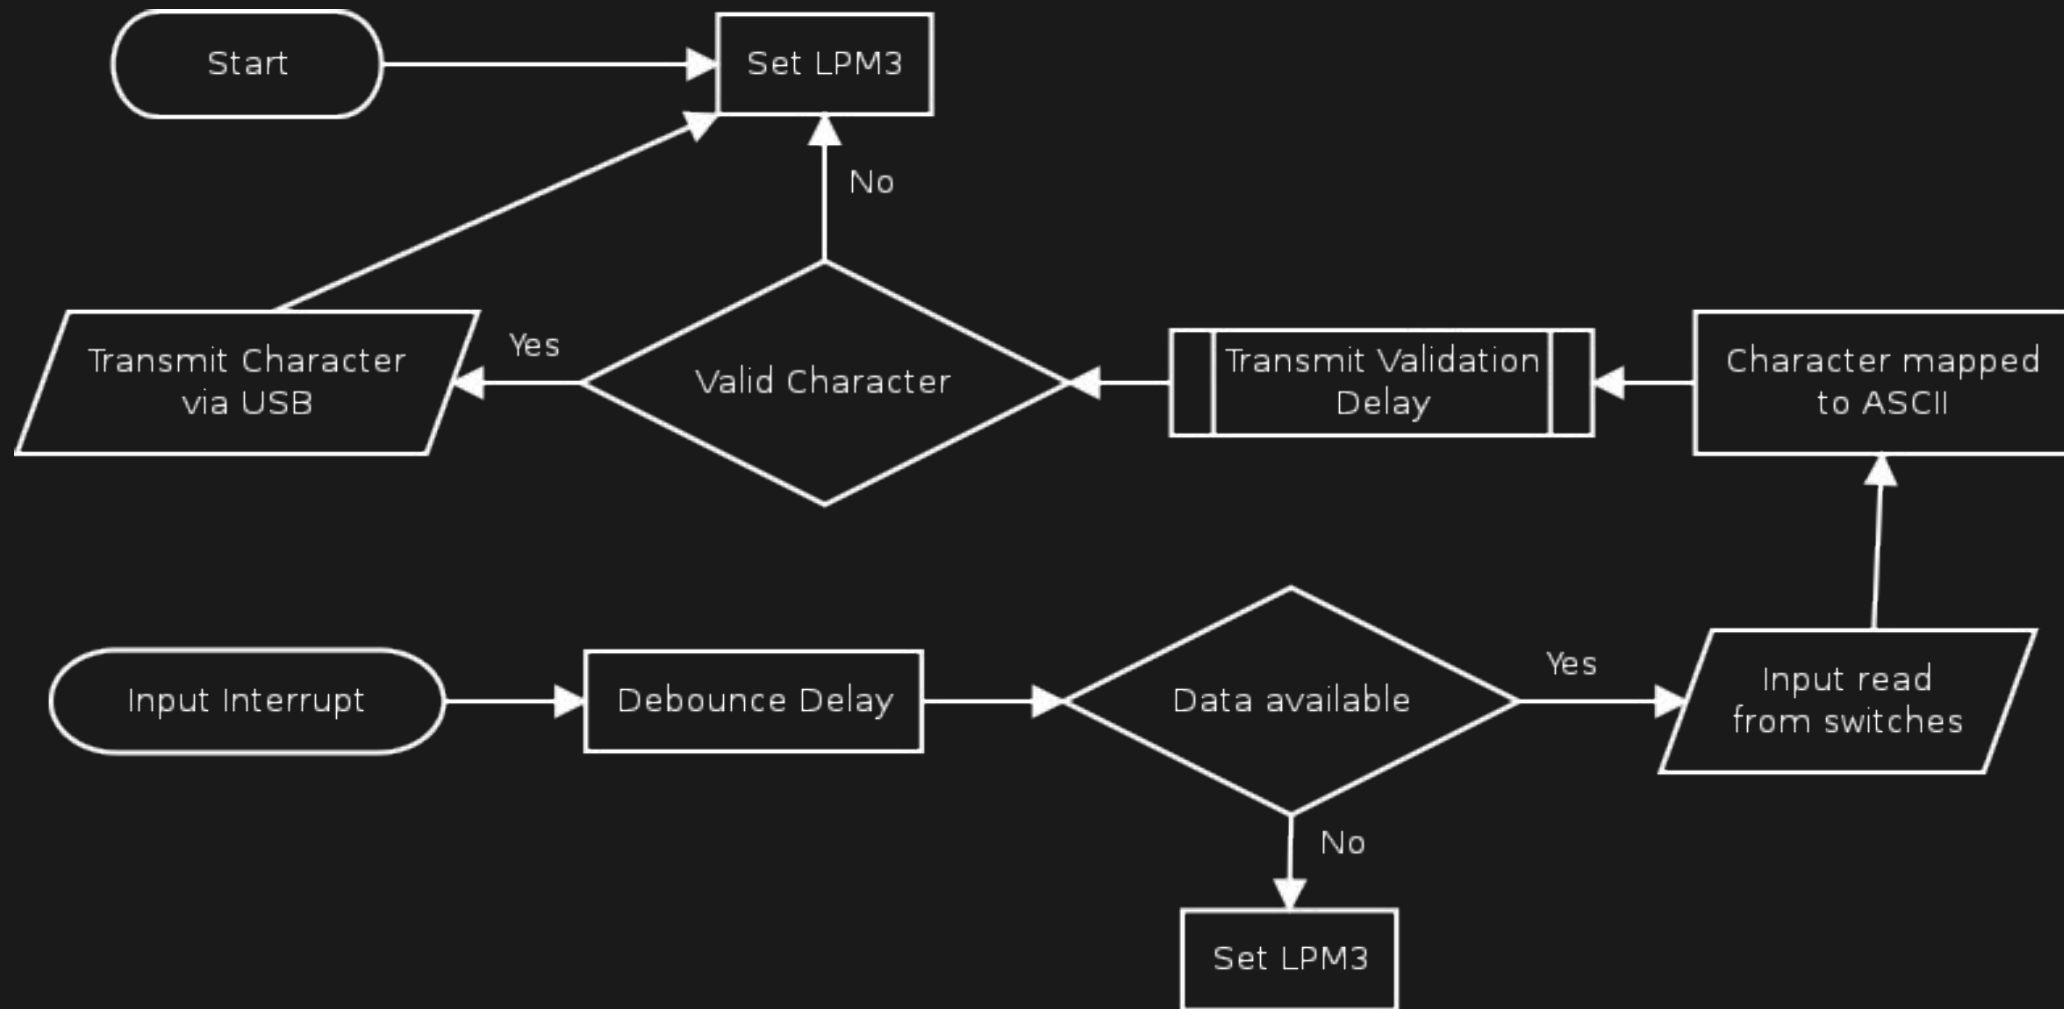 Start
Set LPM3
No
Transmit Character
via USB
Yes
Valid Character
Transmit Validation
Delay
Character mapped
to ASCII
Input Interrupt
Debounce Delay
Data available
Yes
Input read
from switches
No
Set LPM3